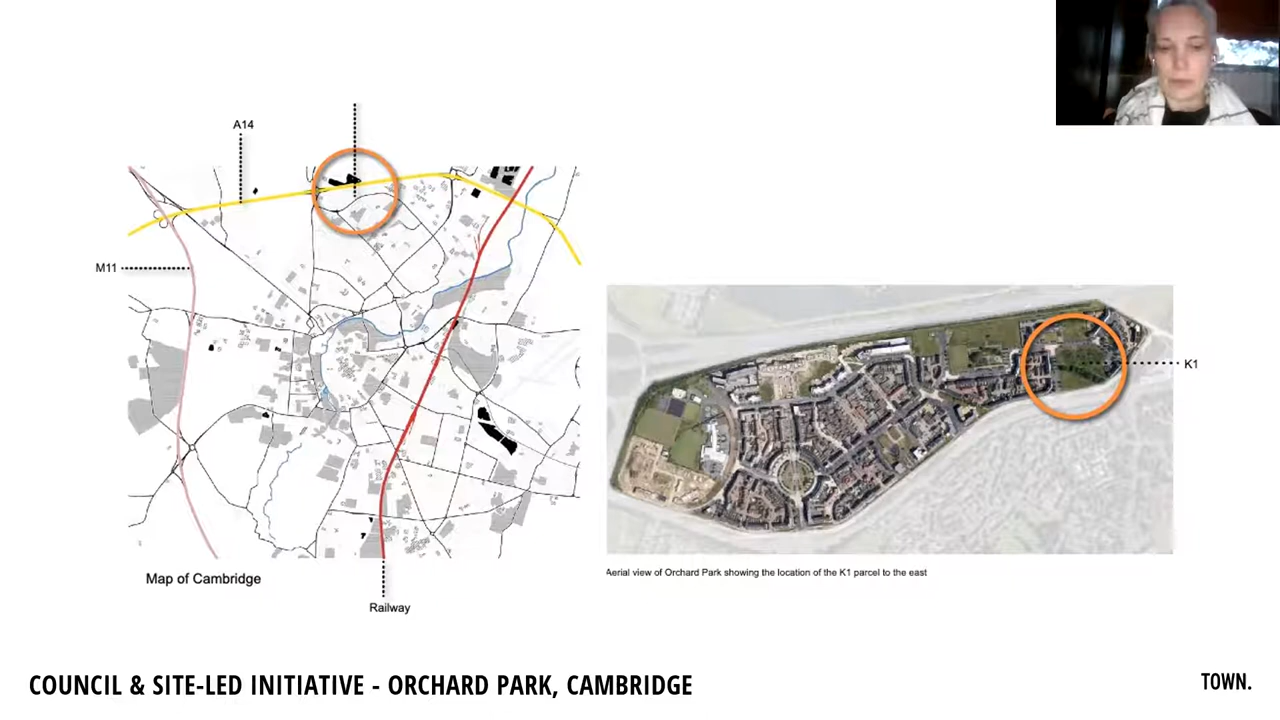 A14
M11
K1
Map of Cambridge
Aerial view of Orchard Park showing the location of the K1 parcel to the east
Railway
COUNCIL & SITE-LED INITIATIVE - ORCHARD PARK, CAMBRIDGE
TOWN.